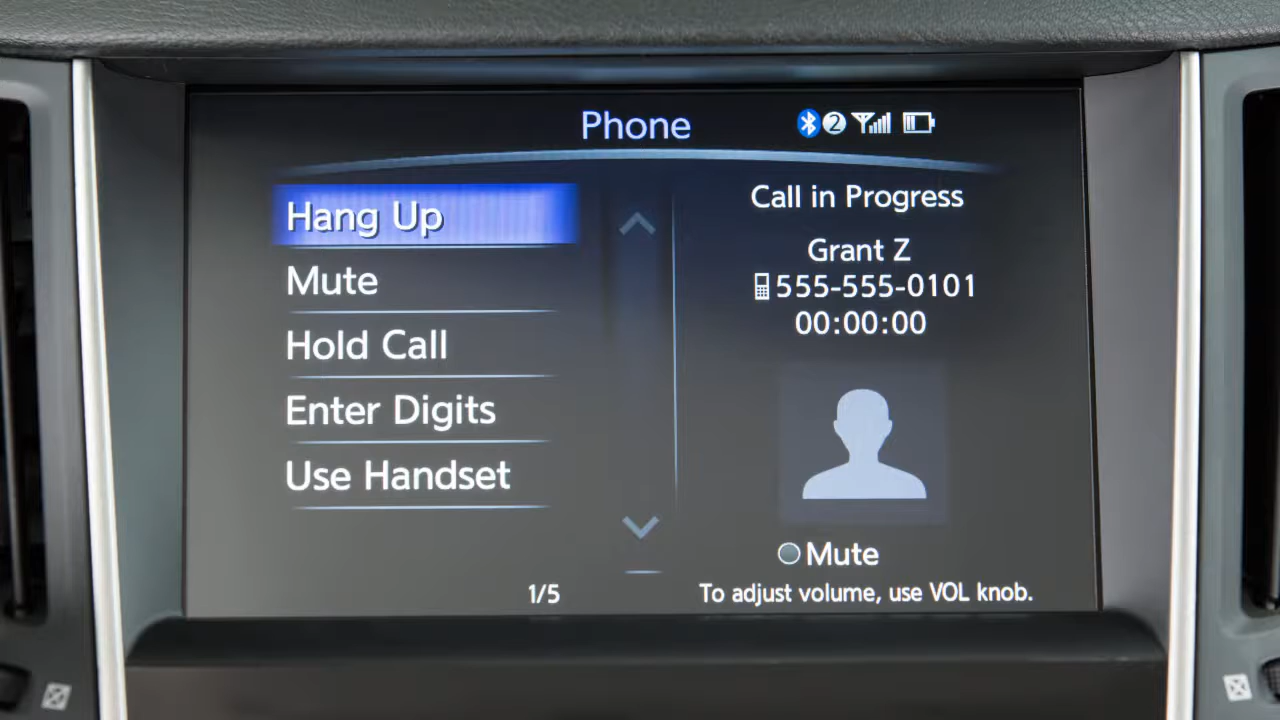 Phone
2
Hang Up
Mute
Hold Call
Enter Digits
Use Handset
1/5
Call in Progress
Grant Z
555-555-0101
00:00:00
Mute
To adjust volume, use VOL knob.